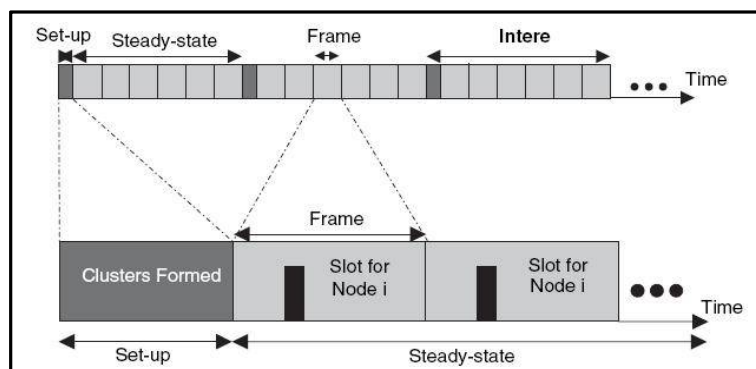 Set-up
Steady-state
Frame
Intere
Time
Frame
Clusters Formed
Slot for
Node i
Slot for
Node i
Time
Set-up
Steady-state